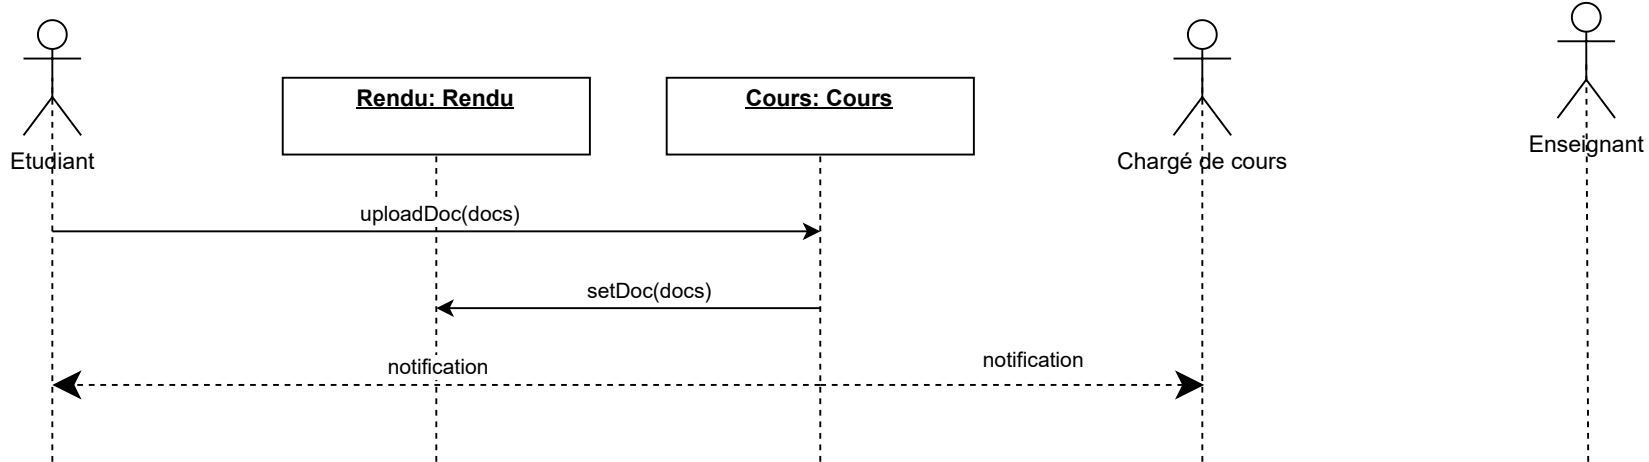 Rendu: Rendu
Cours: Cours
Etudiant
Chargé de cours
Enseignant
uploadDoc(docs)
setDoc(docs)
notification
notification